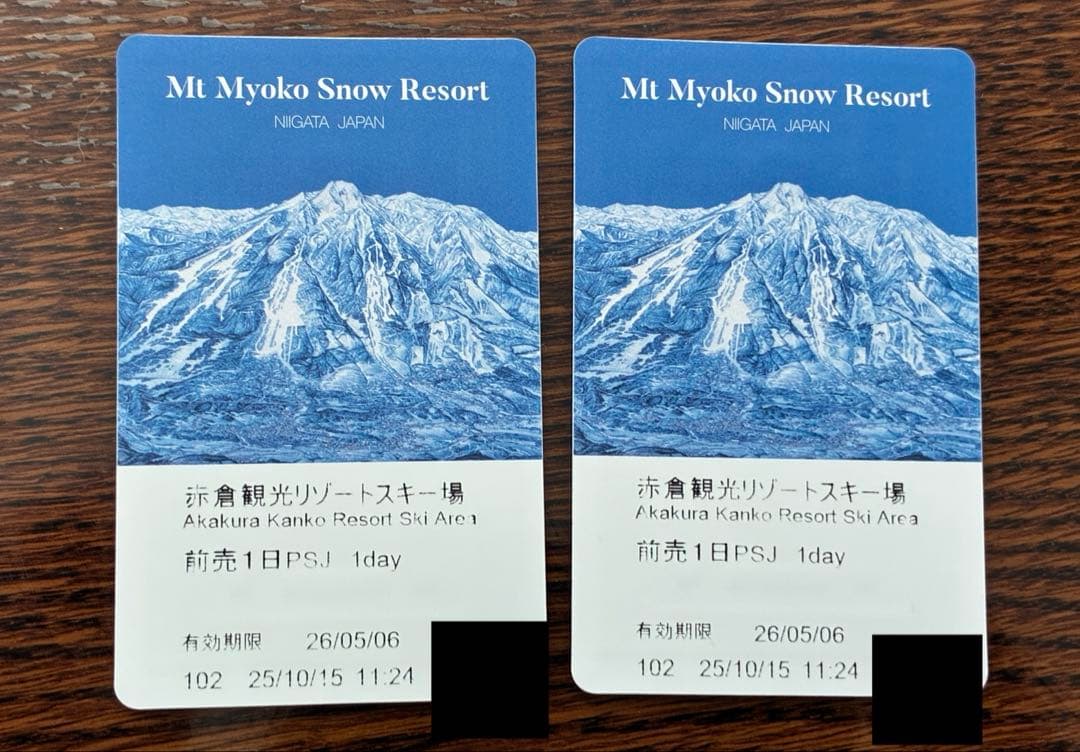 Mt Myoko Snow Resort
NIIGATA JAPAN
赤倉観光リゾートスキー場
Akakura Kanko Resort Ski Area
前売1日PSJ 1day
有効期限 26/05/06
102 25/10/15 11:24
Mt Myoko Snow Resort
NIIGATA JAPAN
赤倉観光リゾートスキー場
Akakura Kanko Resort Ski Area
前売1日PSJ 1day
有効期限 26/05/06
102 25/10/15 11:24